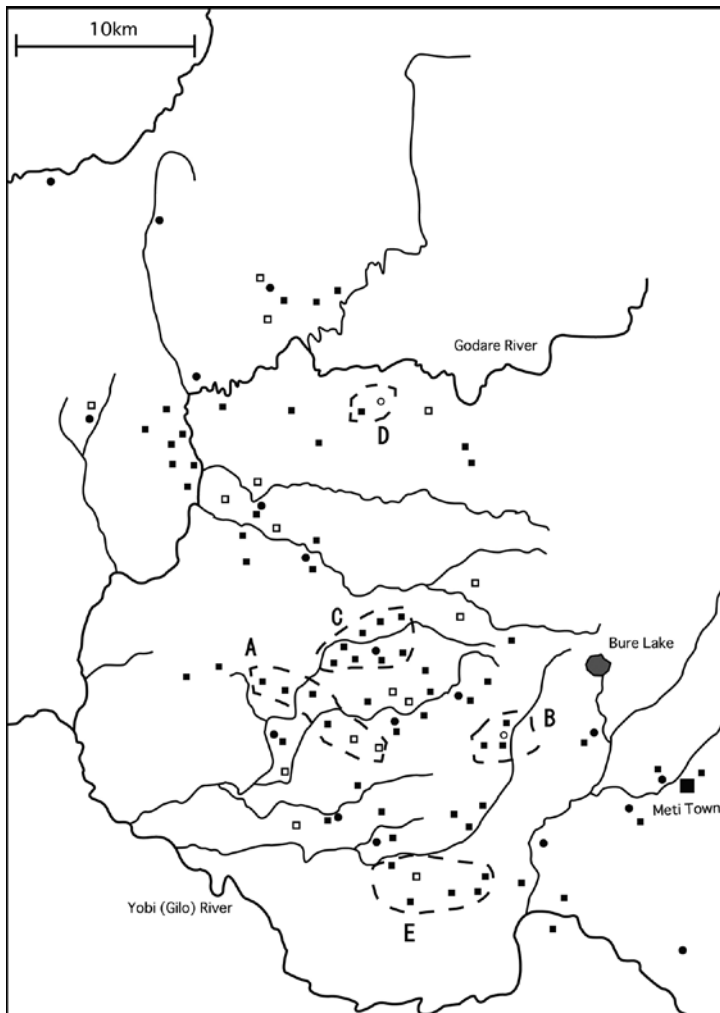 10km
Godare River
D
C
A
Bure Lake
B
Meti Town
Yobi (Gilo) River
E